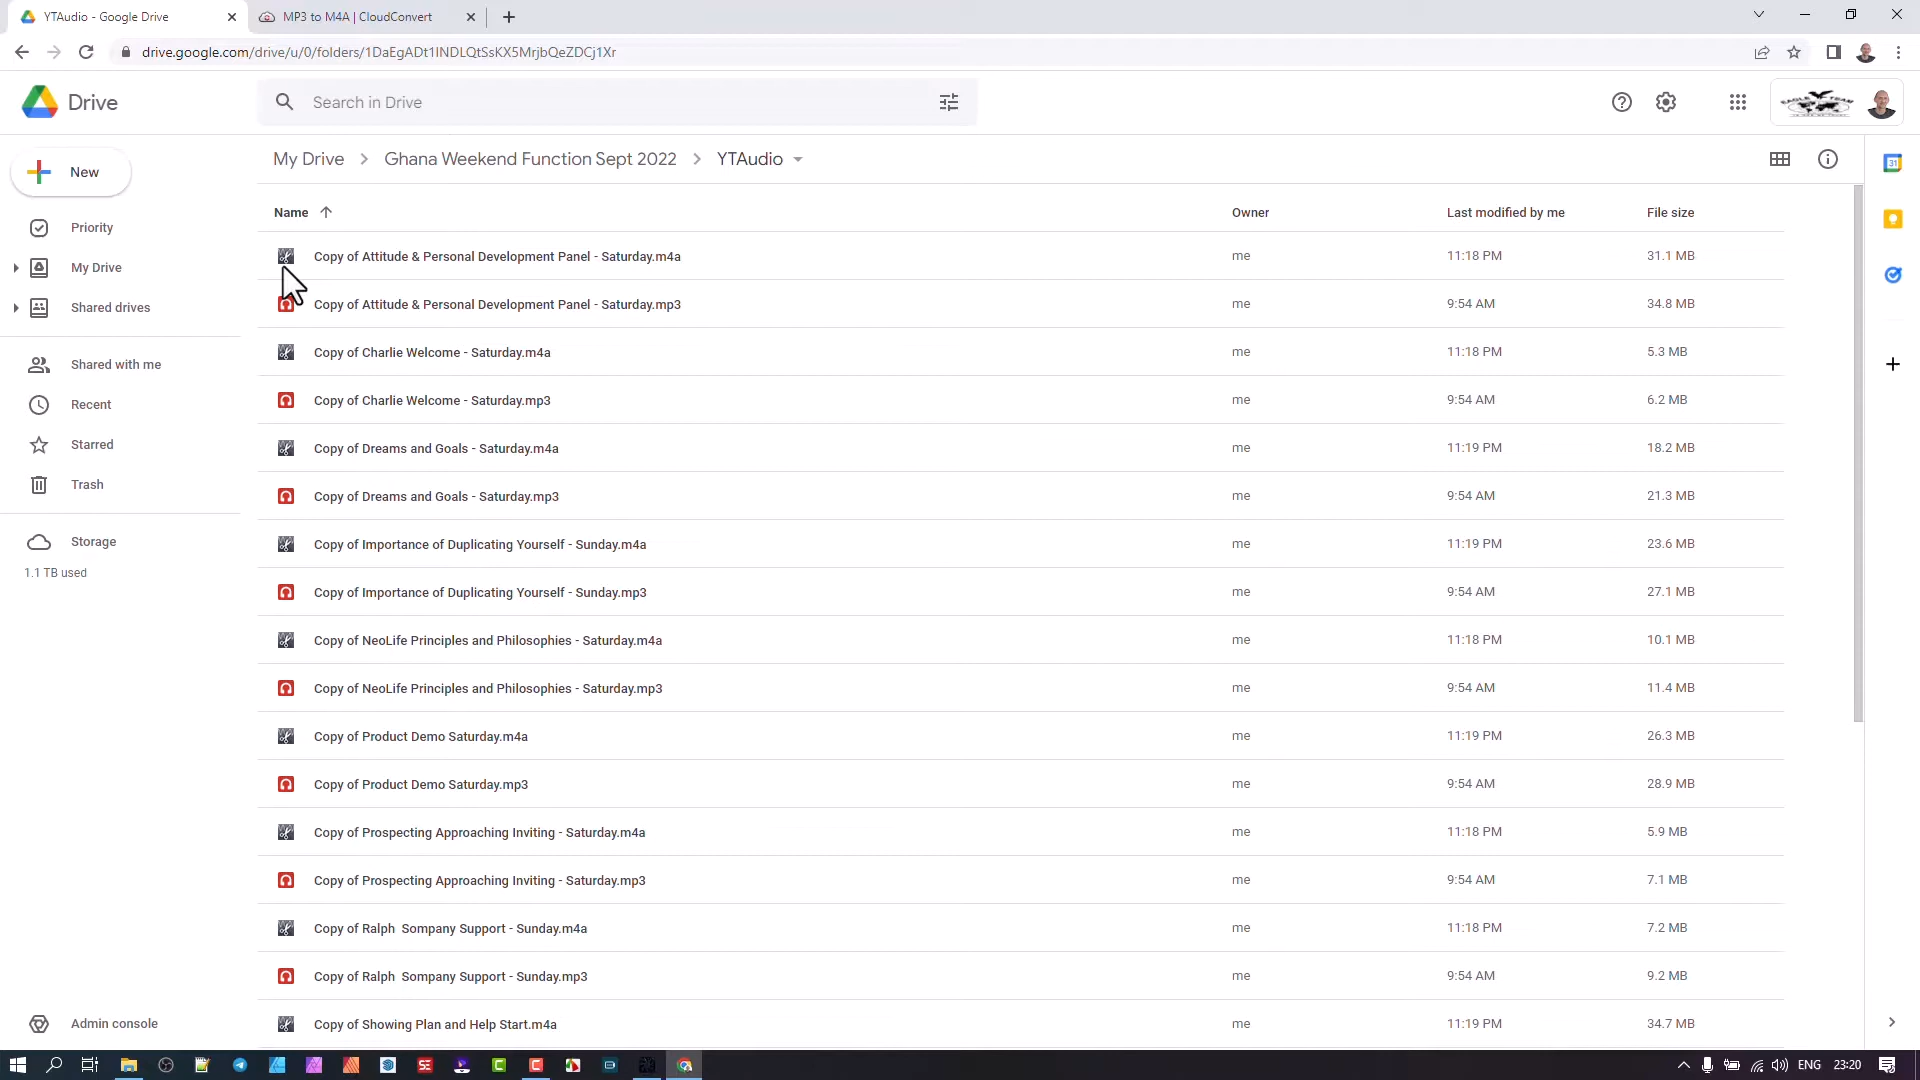 YTAudio - Google Drive
MP3 to M4A | CloudConvert
drive.google.com/drive/u/0/folders/1DaEgADt1INDLQtSsKX5MrjbQeZDCj1Xr
Drive
Search in Drive
EAGLE TEAM
New
My Drive > Ghana Weekend Function Sept 2022 > YTAudio
Priority
My Drive
Shared drives
Shared with me
Recent
Starred
Trash
Storage
1.1 TB used
Admin console
Name Owner Last modified by me File size
Copy of Attitude & Personal Development Panel - Saturday.m4a me 11:18 PM 31.1 MB
Copy of Attitude & Personal Development Panel - Saturday.mp3 me 9:54 AM 34.8 MB
Copy of Charlie Welcome - Saturday.m4a me 11:18 PM 5.3 MB
Copy of Charlie Welcome - Saturday.mp3 me 9:54 AM 6.2 MB
Copy of Dreams and Goals - Saturday.m4a me 11:19 PM 18.2 MB
Copy of Dreams and Goals - Saturday.mp3 me 9:54 AM 21.3 MB
Copy of Importance of Duplicating Yourself - Sunday.m4a me 11:19 PM 23.6 MB
Copy of Importance of Duplicating Yourself - Sunday.mp3 me 9:54 AM 27.1 MB
Copy of NeoLife Principles and Philosophies - Saturday.m4a me 11:18 PM 10.1 MB
Copy of NeoLife Principles and Philosophies - Saturday.mp3 me 9:54 AM 11.4 MB
Copy of Product Demo Saturday.m4a me 11:19 PM 26.3 MB
Copy of Product Demo Saturday.mp3 me 9:54 AM 28.9 MB
Copy of Prospecting Approaching Inviting - Saturday.m4a me 11:18 PM 5.9 MB
Copy of Prospecting Approaching Inviting - Saturday.mp3 me 9:54 AM 7.1 MB
Copy of Ralph  Sompany Support - Sunday.m4a me 11:18 PM 7.2 MB
Copy of Ralph  Sompany Support - Sunday.mp3 me 9:54 AM 9.2 MB
Copy of Showing Plan and Help Start.m4a me 11:19 PM 34.7 MB
31
SE
ENG 23:20